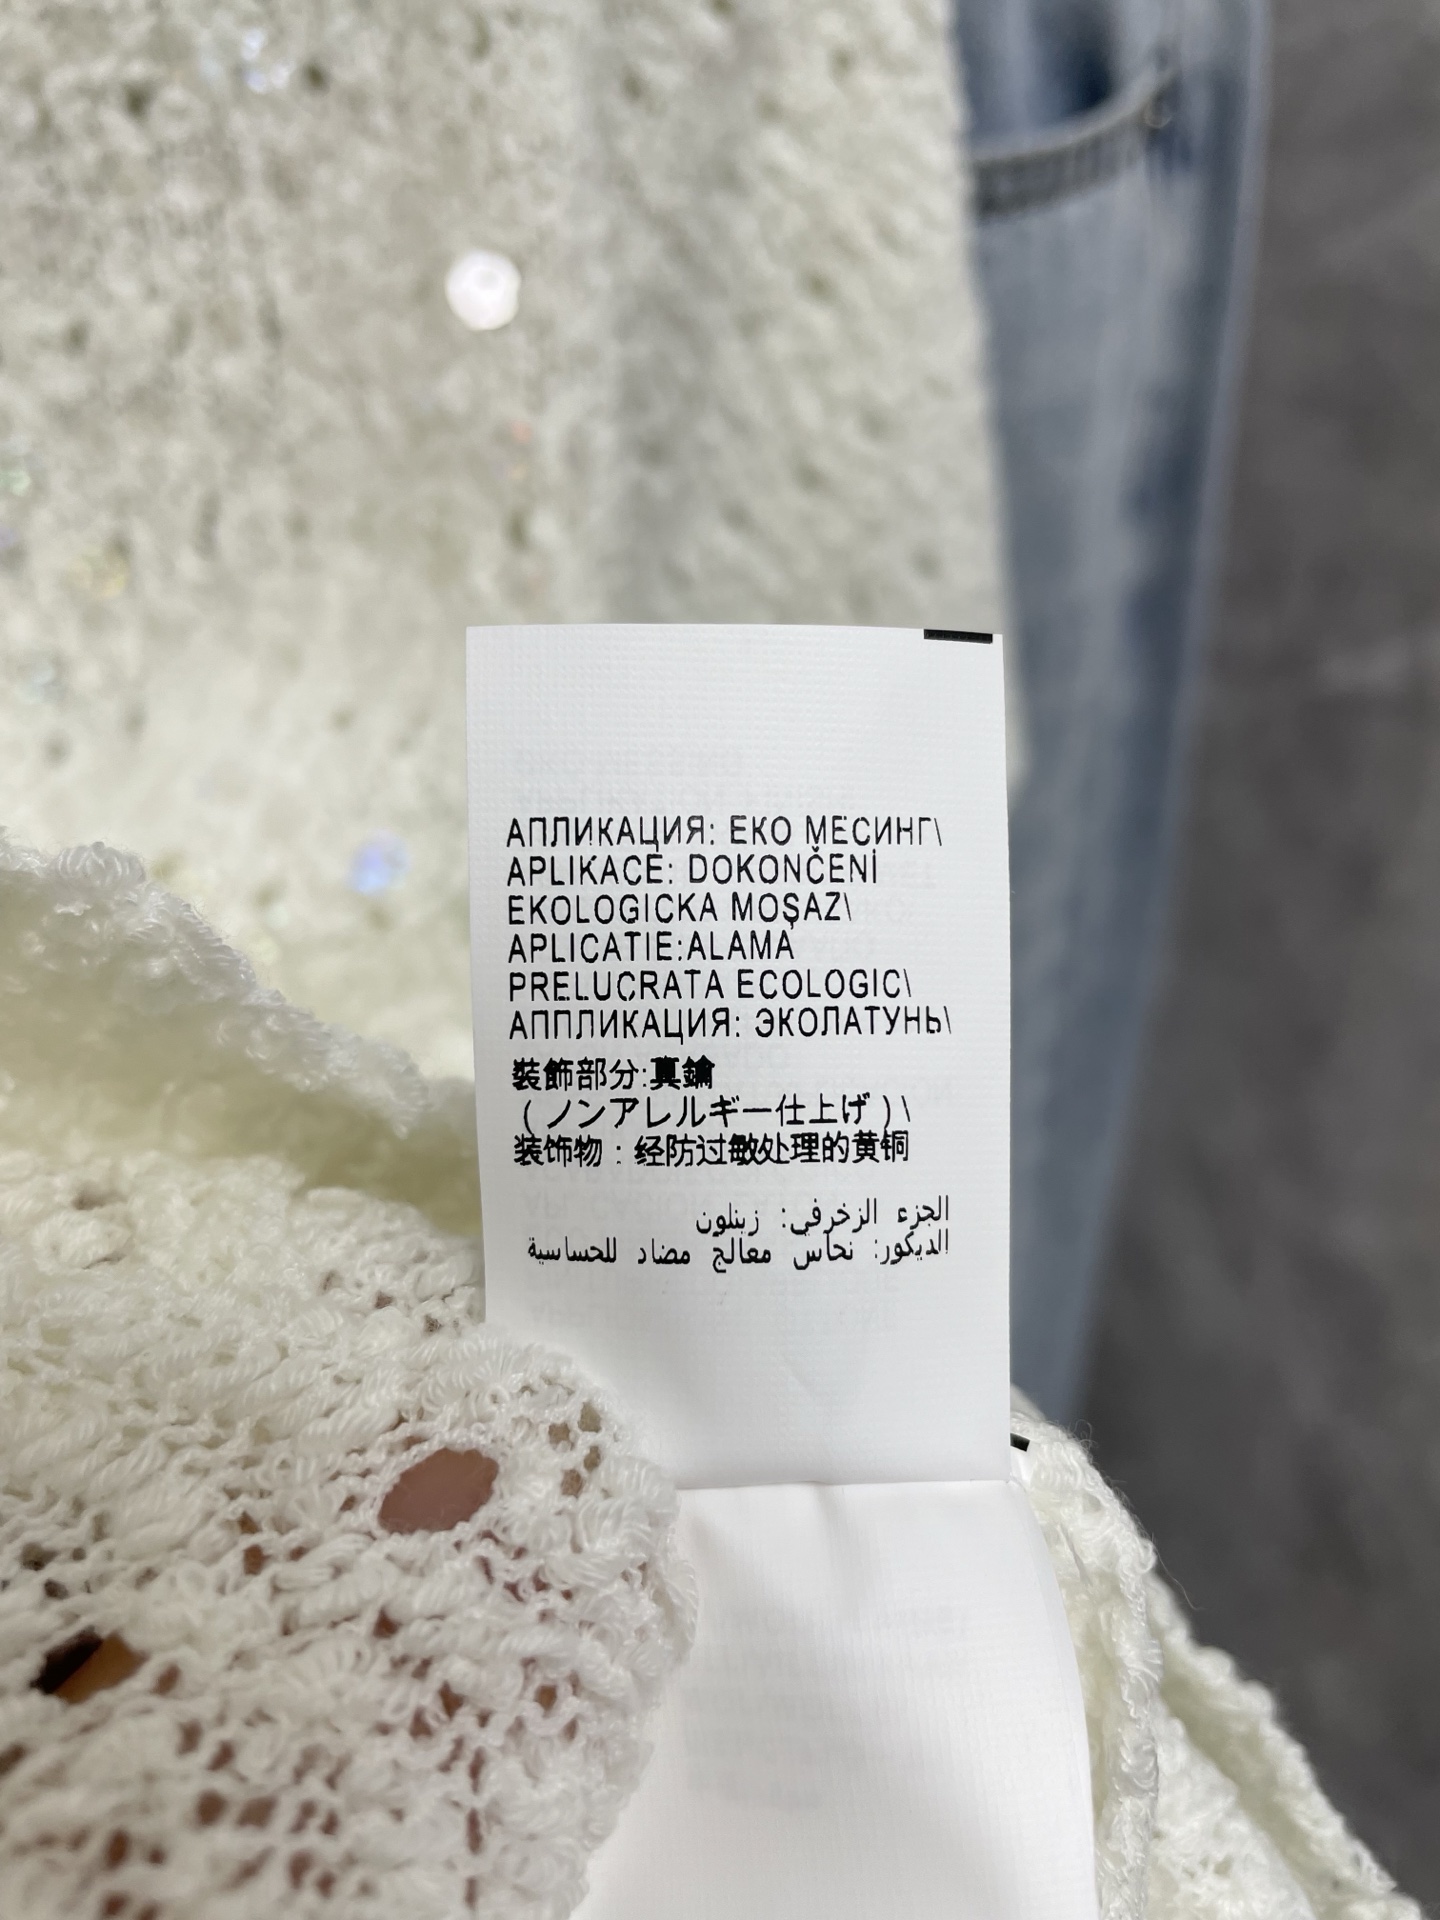 АПЛИКАЦИЯ: ЕКО МЕСИНГ\
APLIKACE: DOKONČENİ
EKOLOGICKA MOŞAZ\
APLICATIE:ALAMA
PRELUCRATA ECOLOGIC\
АППЛИКАЦИЯ: ЭКОЛАТУНЬ\
装飾部分:真鍮
(ノンアレルギー仕上げ)\
装饰物:经防过敏处理的黄铜
الجزء الزخرفي: زينلون
الديكور: نحاس معالج مضاد للحساسية